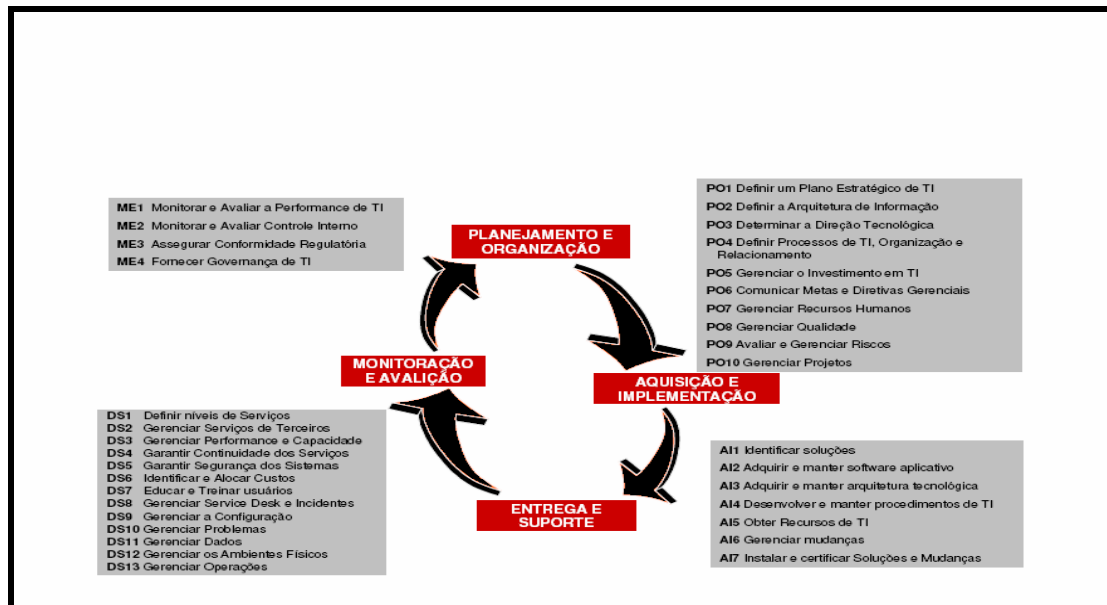 ME1 Monitorar e Avaliar a Performance de TI
ME2 Monitorar e Avaliar Controle Interno
ME3 Assegurar Conformidade Regulatória
ME4 Fornecer Governança de TI
PLANEJAMENTO E
ORGANIZAÇÃO
PO1 Definir um Plano Estratégico de TI
PO2 Definir a Arquitetura de Informação
PO3 Determinar a Direção Tecnológica
PO4 Definir Processos de TI, Organização e
Relacionamento
PO5 Gerenciar o Investimento em TI
PO6 Comunicar Metas e Diretivas Gerenciais
PO7 Gerenciar Recursos Humanos
PO8 Gerenciar Qualidade
PO9 Avaliar e Gerenciar Riscos
PO10 Gerenciar Projetos
MONITORAÇÃO
E AVALIÇÃO
AQUISIÇÃO E
IMPLEMENTAÇÃO
DS1 Definir níveis de Serviços
DS2 Gerenciar Serviços de Terceiros
DS3 Gerenciar Performance e Capacidade
DS4 Garantir Continuidade dos Serviços
DS5 Garantir Segurança dos Sistemas
DS6 Identificar e Alocar Custos
DS7 Educar e Treinar usuários
DS8 Gerenciar Service Desk e Incidentes
DS9 Gerenciar a Configuração
DS10 Gerenciar Problemas
DS11 Gerenciar Dados
DS12 Gerenciar os Ambientes Físicos
DS13 Gerenciar Operações
ENTREGA E
SUPORTE
AI1 Identificar soluções
AI2 Adquirir e manter software aplicativo
AI3 Adquirir e manter arquitetura tecnológica
AI4 Desenvolver e manter procedimentos de TI
AI5 Obter Recursos de TI
AI6 Gerenciar mudanças
AI7 Instalar e certificar Soluções e Mudanças